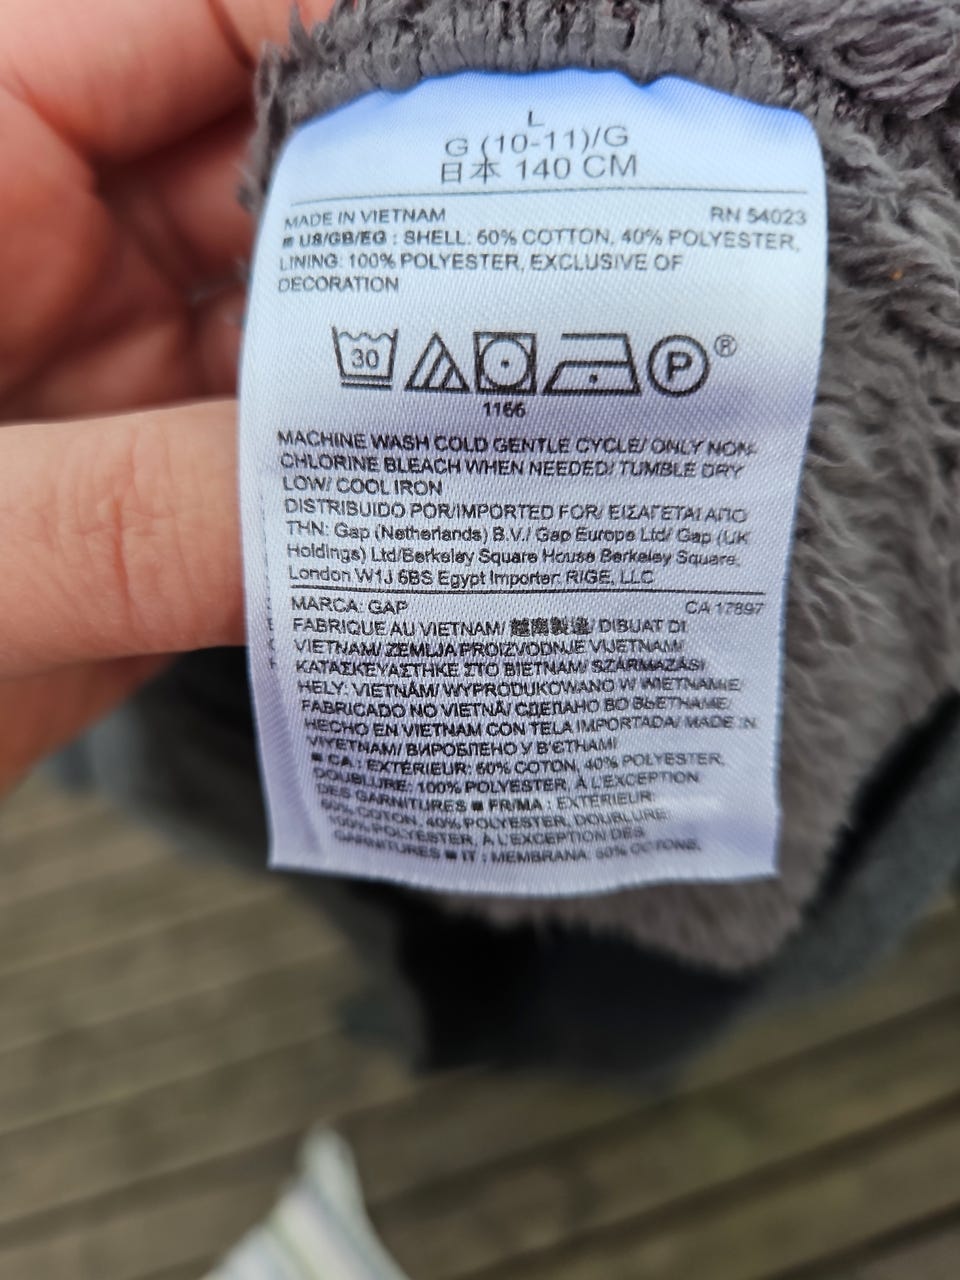 L
G (10-11)/G
日本 140 CM
MADE IN VIETNAM RN 54023
■ US/GB/EG : SHELL: 60% COTTON, 40% POLYESTER,
LINING: 100% POLYESTER, EXCLUSIVE OF
DECORATION
30 P ®
1166
MACHINE WASH COLD GENTLE CYCLE/ ONLY NON-
CHLORINE BLEACH WHEN NEEDED/ TUMBLE DRY
LOW/ COOL IRON
DISTRIBUIDO POR/IMPORTED FOR/ ΕΙΣΑΓΕΤΑΙ ΑΠΟ
ΤΗΝ: Gap (Netherlands) B.V./ Gap Europe Ltd/ Gap (UK
Holdings) Ltd/Berkeley Square House Berkeley Square,
London W1J 6BS Egypt Importer: RIGE, LLC
MARCA: GAP CA 17897
FABRIQUE AU VIETNAM/ 越南製造/ DIBUAT DI
VIETNAM/ ZEMLJA PROIZVODNJE VIJETNAM/
ΚΑΤΑΣΚΕΥΑΣΤΗΚΕ ΣΤΟ ΒΙΕΤΝΑΜ/ SZÁRMAZÁSI
HELY: VIETNÁM/ WYPRODUKOWANO W WIETNAMIE/
FABRICADO NO VIETNÃ/ СДЕЛАНО ВО ВЬЕТНАМЕ/
HECHO EN VIETNAM CON TELA IMPORTADA/ MADE IN
VIYETNAM/ ВИРОБЛЕНО У В'ЄТНАМІ
■ CA : EXTÉRIEUR: 60% COTON, 40% POLYESTER,
DOUBLURE: 100% POLYESTER, À L'EXCEPTION
DES GARNITURES ■ FR/MA : EXTÉRIEUR:
60% COTON, 40% POLYESTER, DOUBLURE:
100% POLYESTER, À L'EXCEPTION DES
GARNITURES ■ IT : MEMBRANA: 60% COTONE,